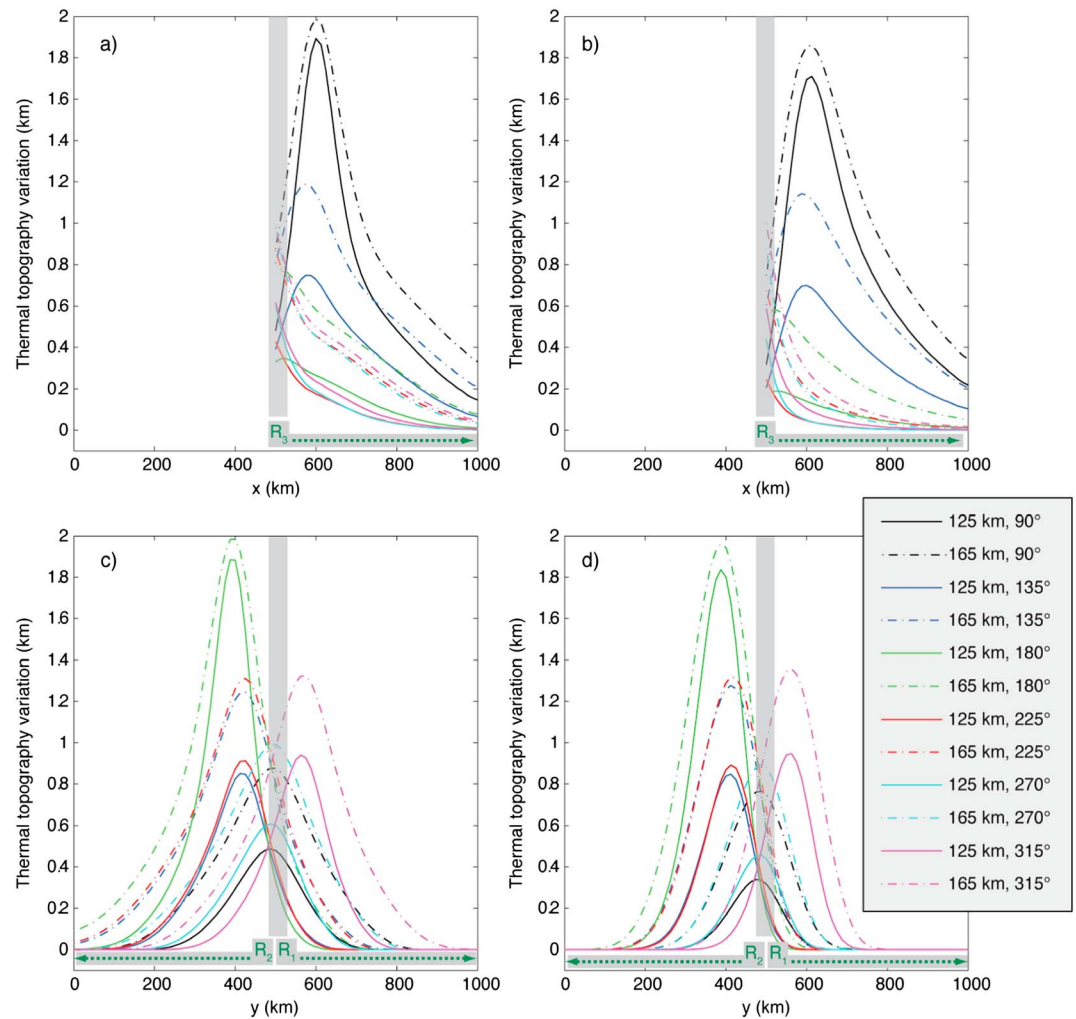 a)
Thermal topography variation (km)
2
1.8
1.6
1.4
1.2
1
0.8
0.6
0.4
0.2
0
R3
0 200 400 600 800 1000
x (km)
b)
Thermal topography variation (km)
2
1.8
1.6
1.4
1.2
1
0.8
0.6
0.4
0.2
0
R3
0 200 400 600 800 1000
x (km)
c)
Thermal topography variation (km)
2
1.8
1.6
1.4
1.2
1
0.8
0.6
0.4
0.2
0
R2 R1
0 200 400 600 800 1000
y (km)
d)
Thermal topography variation (km)
2
1.8
1.6
1.4
1.2
1
0.8
0.6
0.4
0.2
0
R2 R1
0 200 400 600 800 1000
y (km)
125 km, 90°
165 km, 90°
125 km, 135°
165 km, 135°
125 km, 180°
165 km, 180°
125 km, 225°
165 km, 225°
125 km, 270°
165 km, 270°
125 km, 315°
165 km, 315°